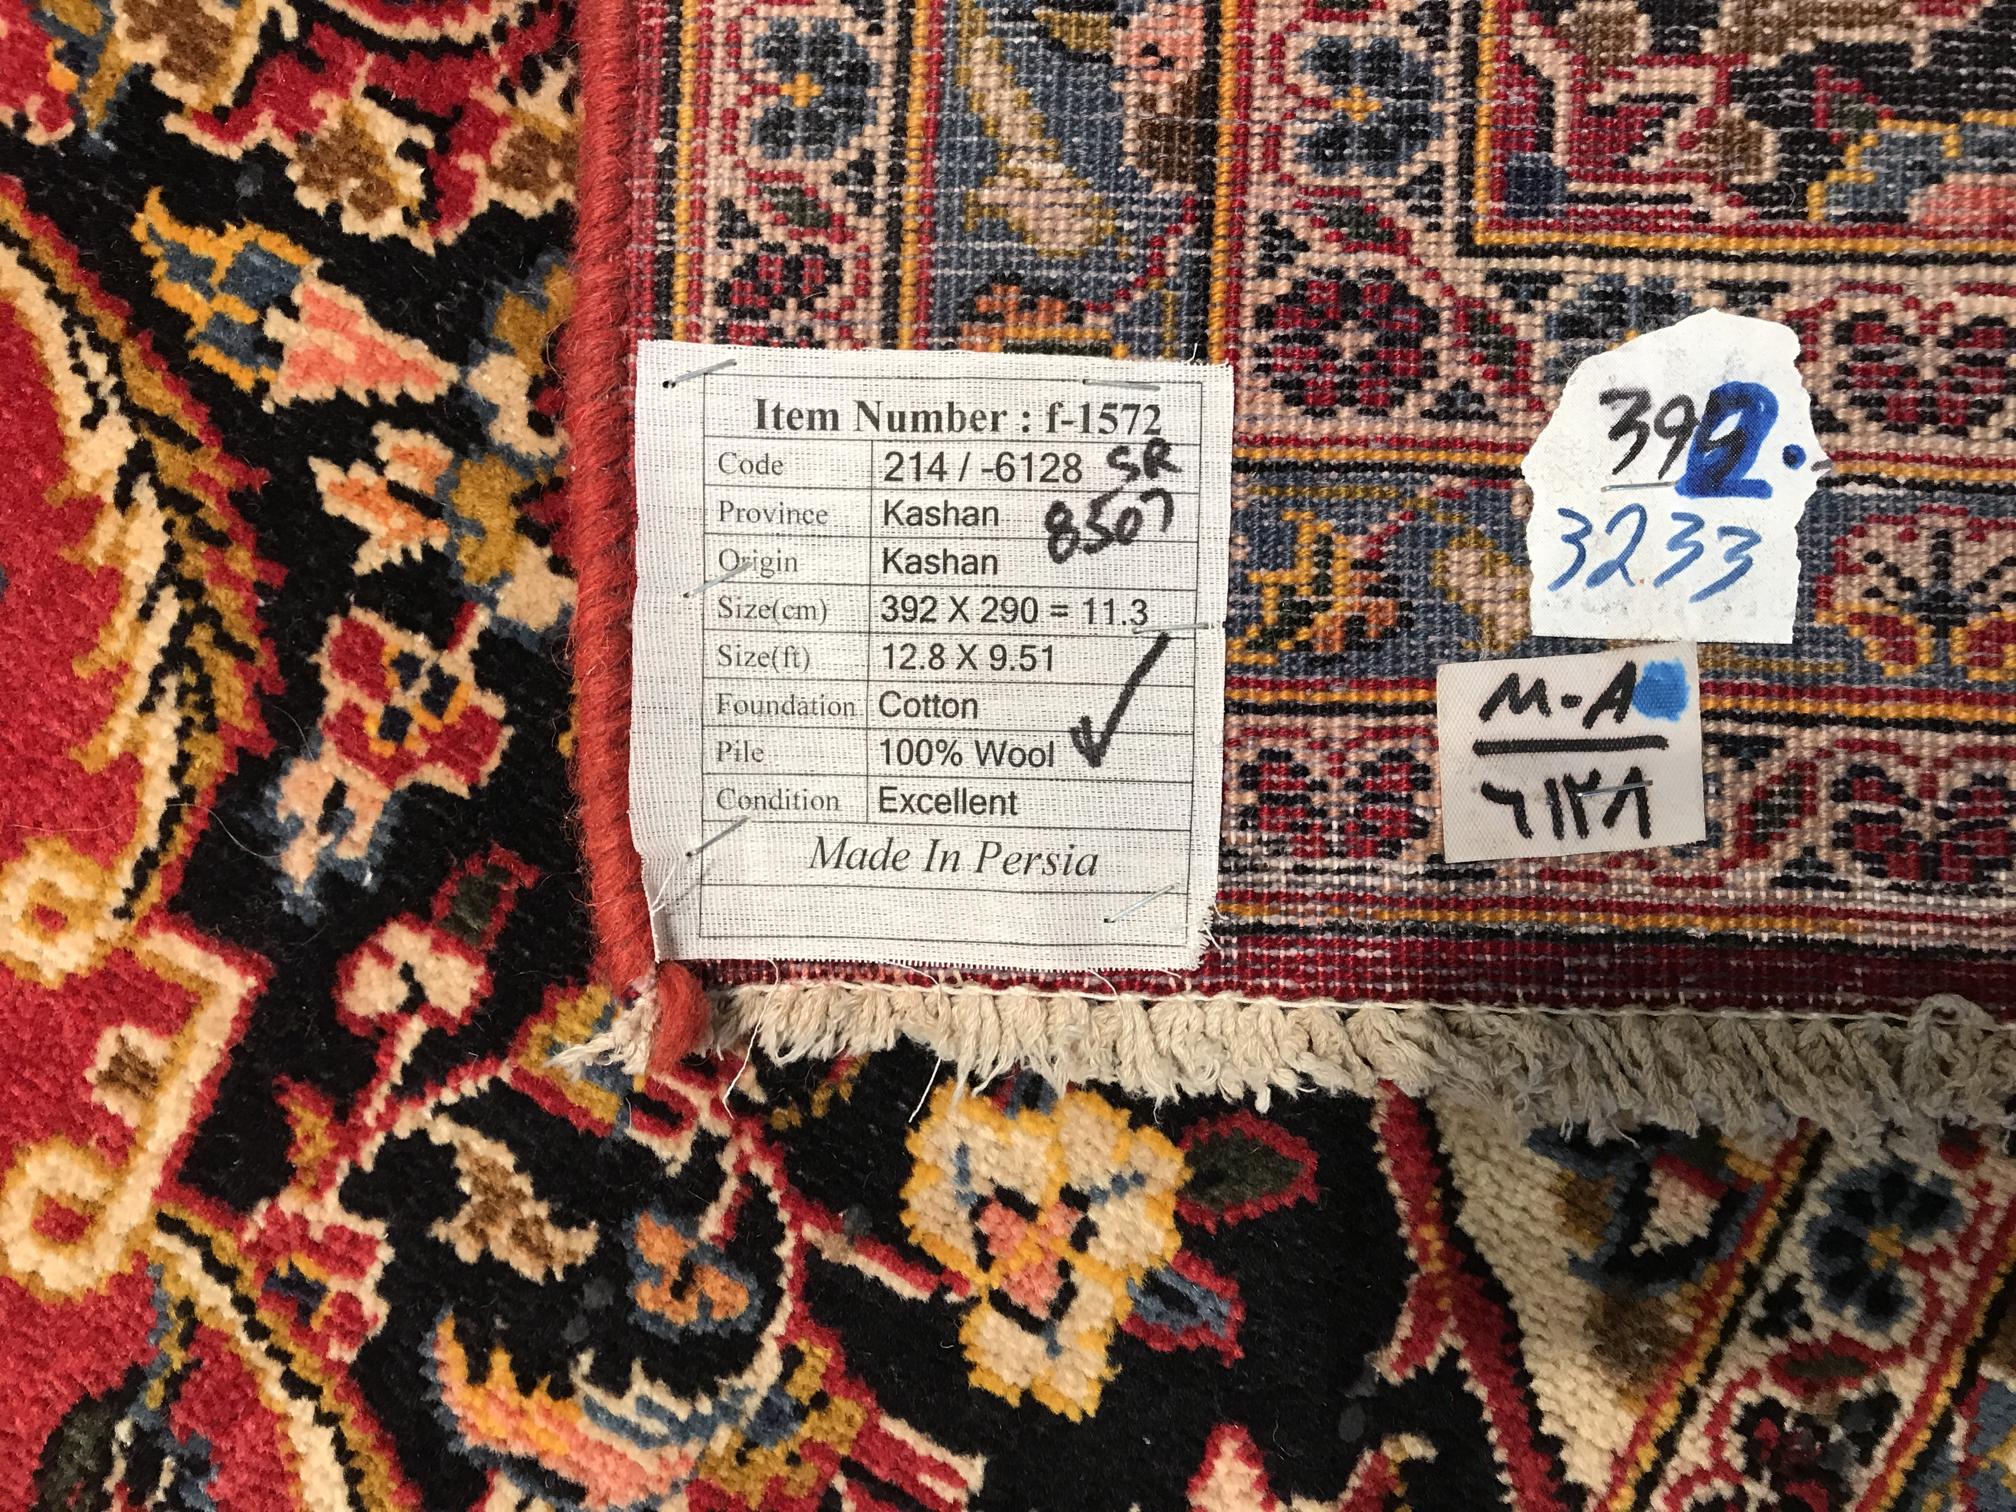 Item Number : f-1572
Code 214 / -6128 SR
Province Kashan 8507
Origin Kashan
Size(cm) 392 X 290 = 11.3
Size(ft) 12.8 X 9.51
Foundation Cotton
Pile 100% Wool
Condition Excellent
Made In Persia
392.
3233
M-A
۶۱۲۸